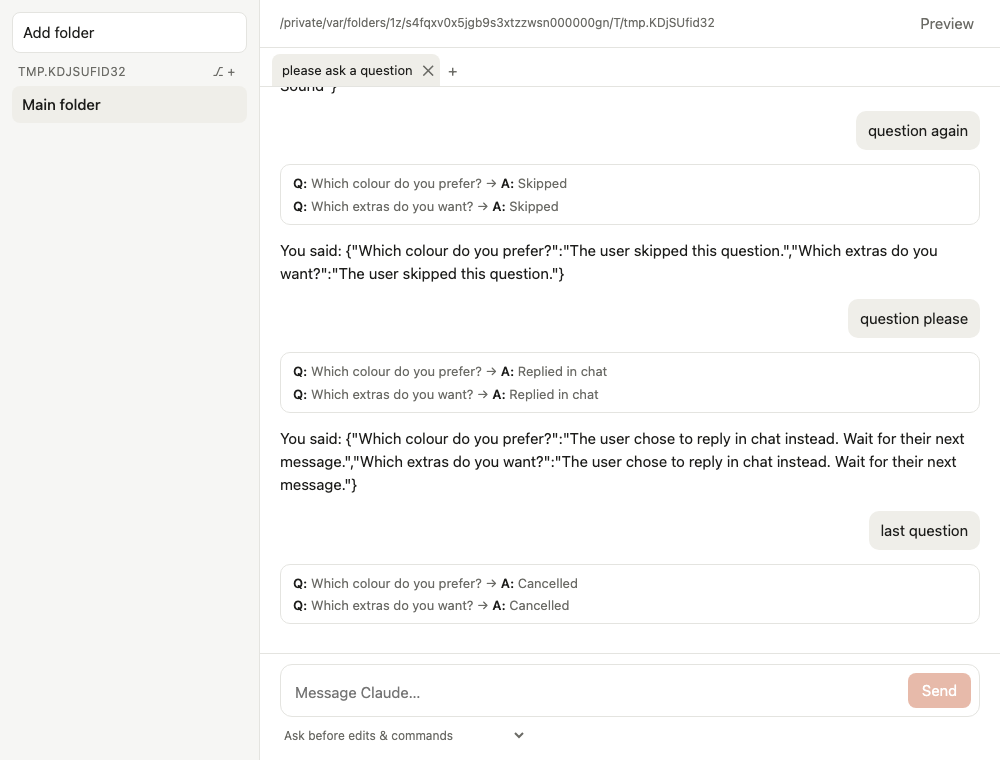 Add folder
TMP.KDJSUFID32
+
Main folder
/private/var/folders/1z/s4fqxv0x5jgb9s3xtzzwsn000000gn/T/tmp.KDjSUfid32
Preview
please ask a question
+
Sound"}
question again
Q: Which colour do you prefer? → A: Skipped
Q: Which extras do you want? → A: Skipped
You said: {"Which colour do you prefer?":"The user skipped this question.","Which extras do you
want?":"The user skipped this question."}
question please
Q: Which colour do you prefer? → A: Replied in chat
Q: Which extras do you want? → A: Replied in chat
You said: {"Which colour do you prefer?":"The user chose to reply in chat instead. Wait for their next
message.","Which extras do you want?":"The user chose to reply in chat instead. Wait for their next
message."}
last question
Q: Which colour do you prefer? → A: Cancelled
Q: Which extras do you want? → A: Cancelled
Message Claude...
Send
Ask before edits & commands